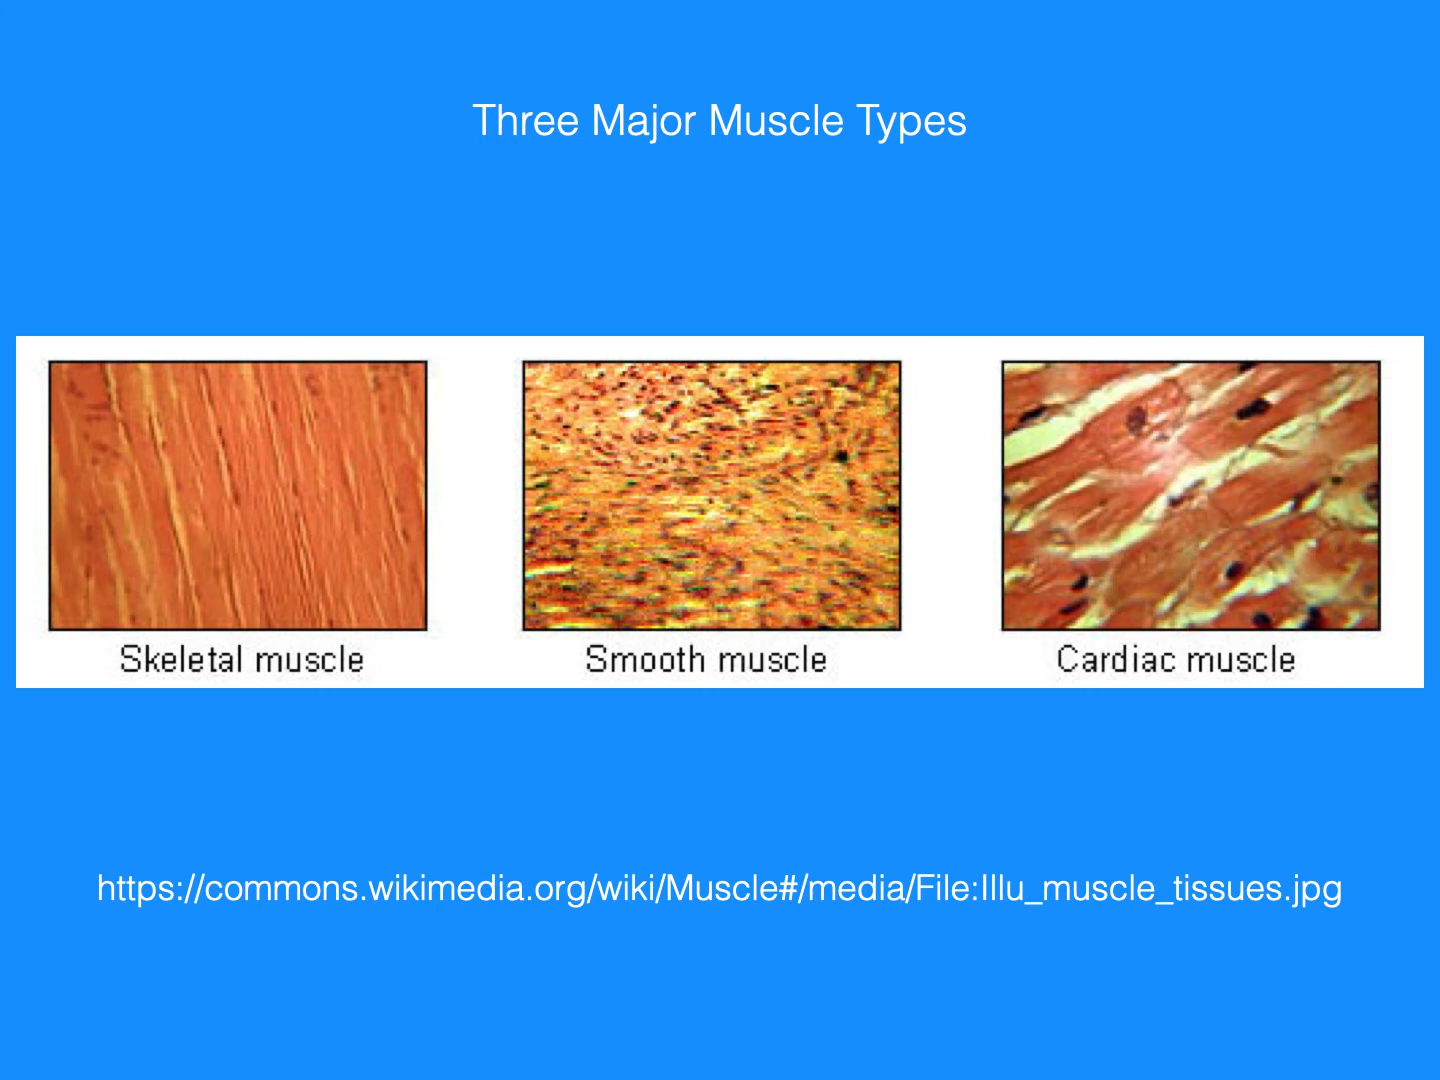 Three Major Muscle Types
Skeletal muscle
Smooth muscle
Cardiac muscle
https://commons.wikimedia.org/wiki/Muscle#/media/File:Illu_muscle_tissues.jpg